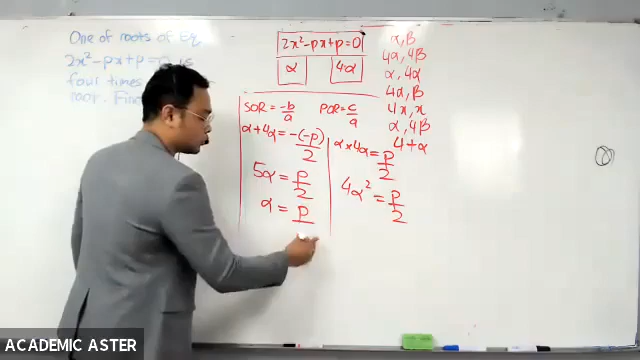 One of roots of Eq
2x² - px + p = 0 is
four times
root. Find
2x² - px + p = 0
α
4α
SOR = -b/a
α + 4α = -(-p)/2
5α = p/2
α = p
POR = c/a
α × 4α = p/2
4α² = p/2
α, β
4α, 4β
α, 4α
4α, β
4x, x
α, 4β
4 + α
2
ACADEMIC ASTER